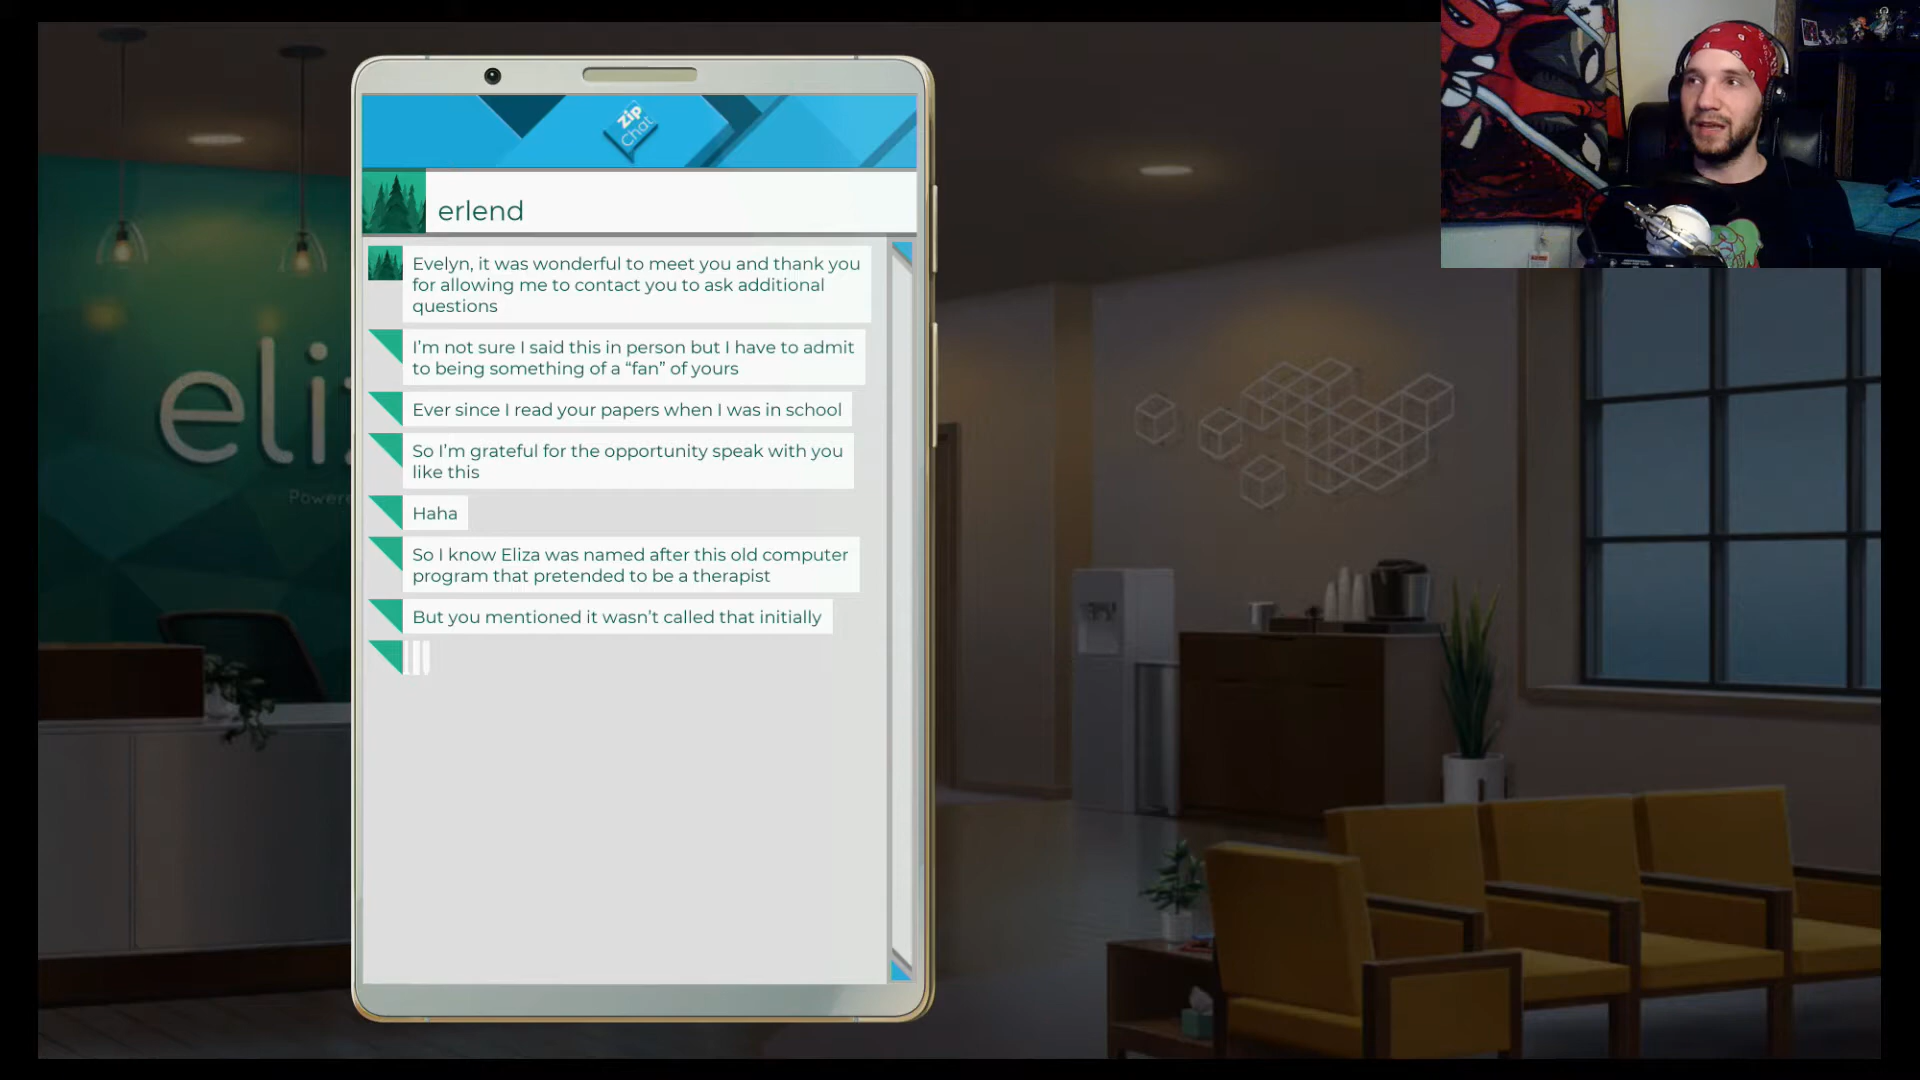 zip
Chat
erlend
Evelyn, it was wonderful to meet you and thank you
for allowing me to contact you to ask additional
questions
I'm not sure I said this in person but I have to admit
to being something of a “fan” of yours
Ever since I read your papers when I was in school
So I'm grateful for the opportunity speak with you
like this
Haha
So I know Eliza was named after this old computer
program that pretended to be a therapist
But you mentioned it wasn't called that initially
eli
Powere